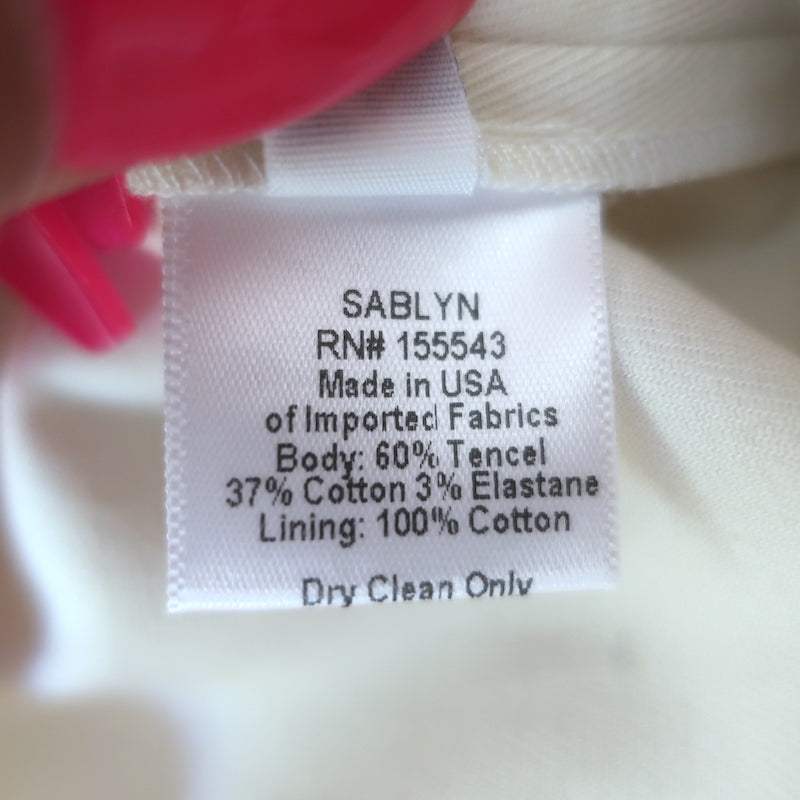 SABLYN
RN# 155543
Made in USA
of Imported Fabrics
Body: 60% Tencel
37% Cotton 3% Elastane
Lining: 100% Cotton
Dry Clean Only